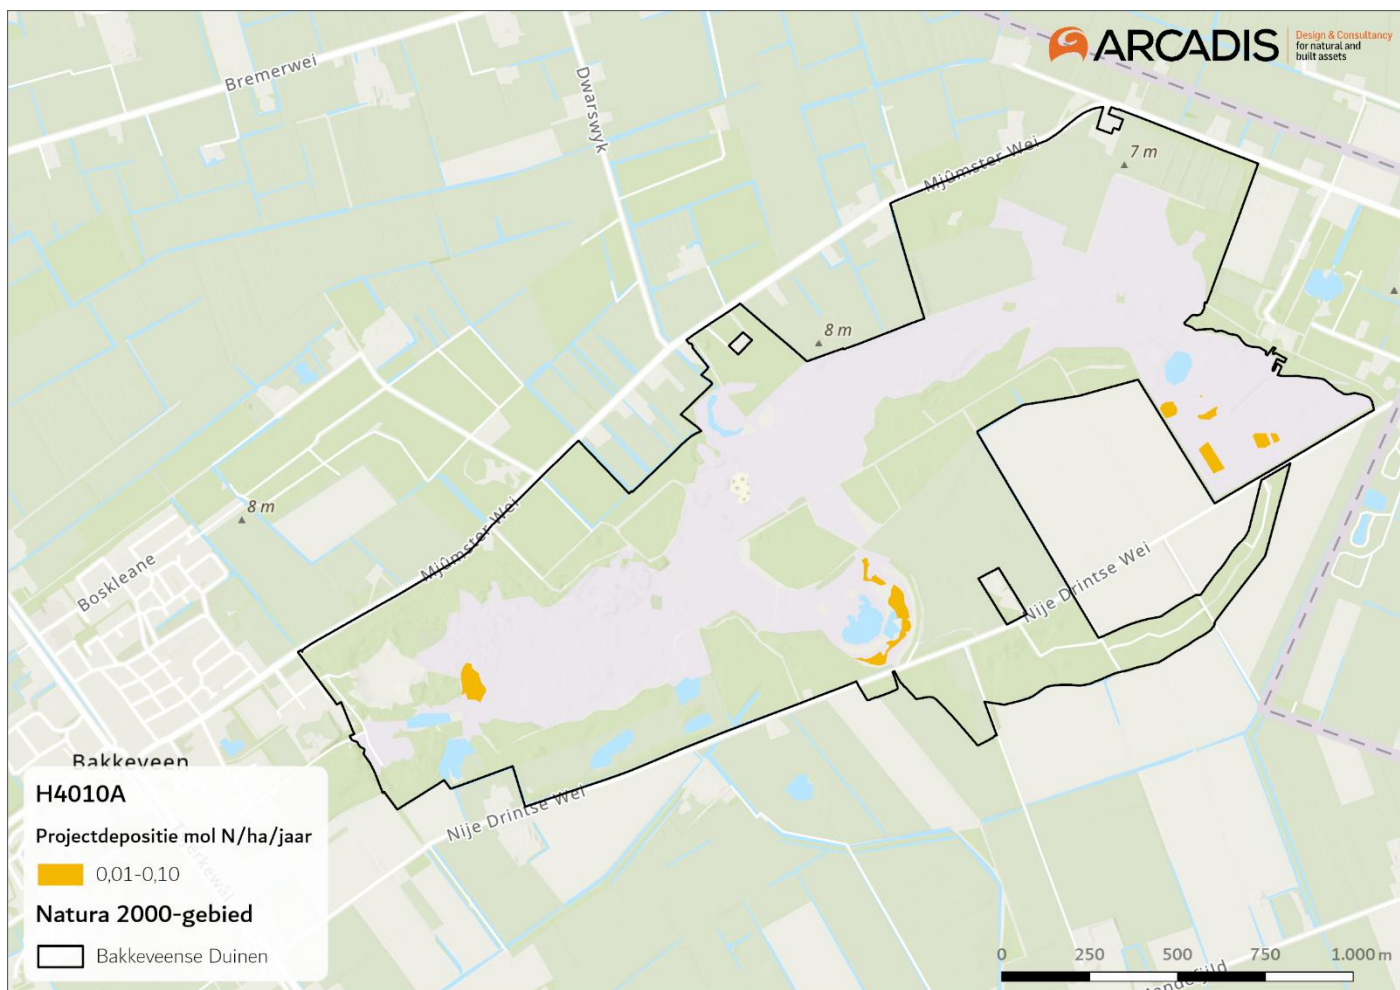 ARCADIS
Design & Consultancy
for natural and
built assets
Bremerwei
Dwarswyk
Mjûmster Wei
7 m
8 m
8 m
Mjûmster Wei
Boskleane
Nije Drintse Wei
Bakkeveen
Nije Drintse Wei
H4010A
Projectdepositie mol N/ha/jaar
0,01-0,10
Natura 2000-gebied
Bakkeveense Duinen
0 250 500 750 1.000 m